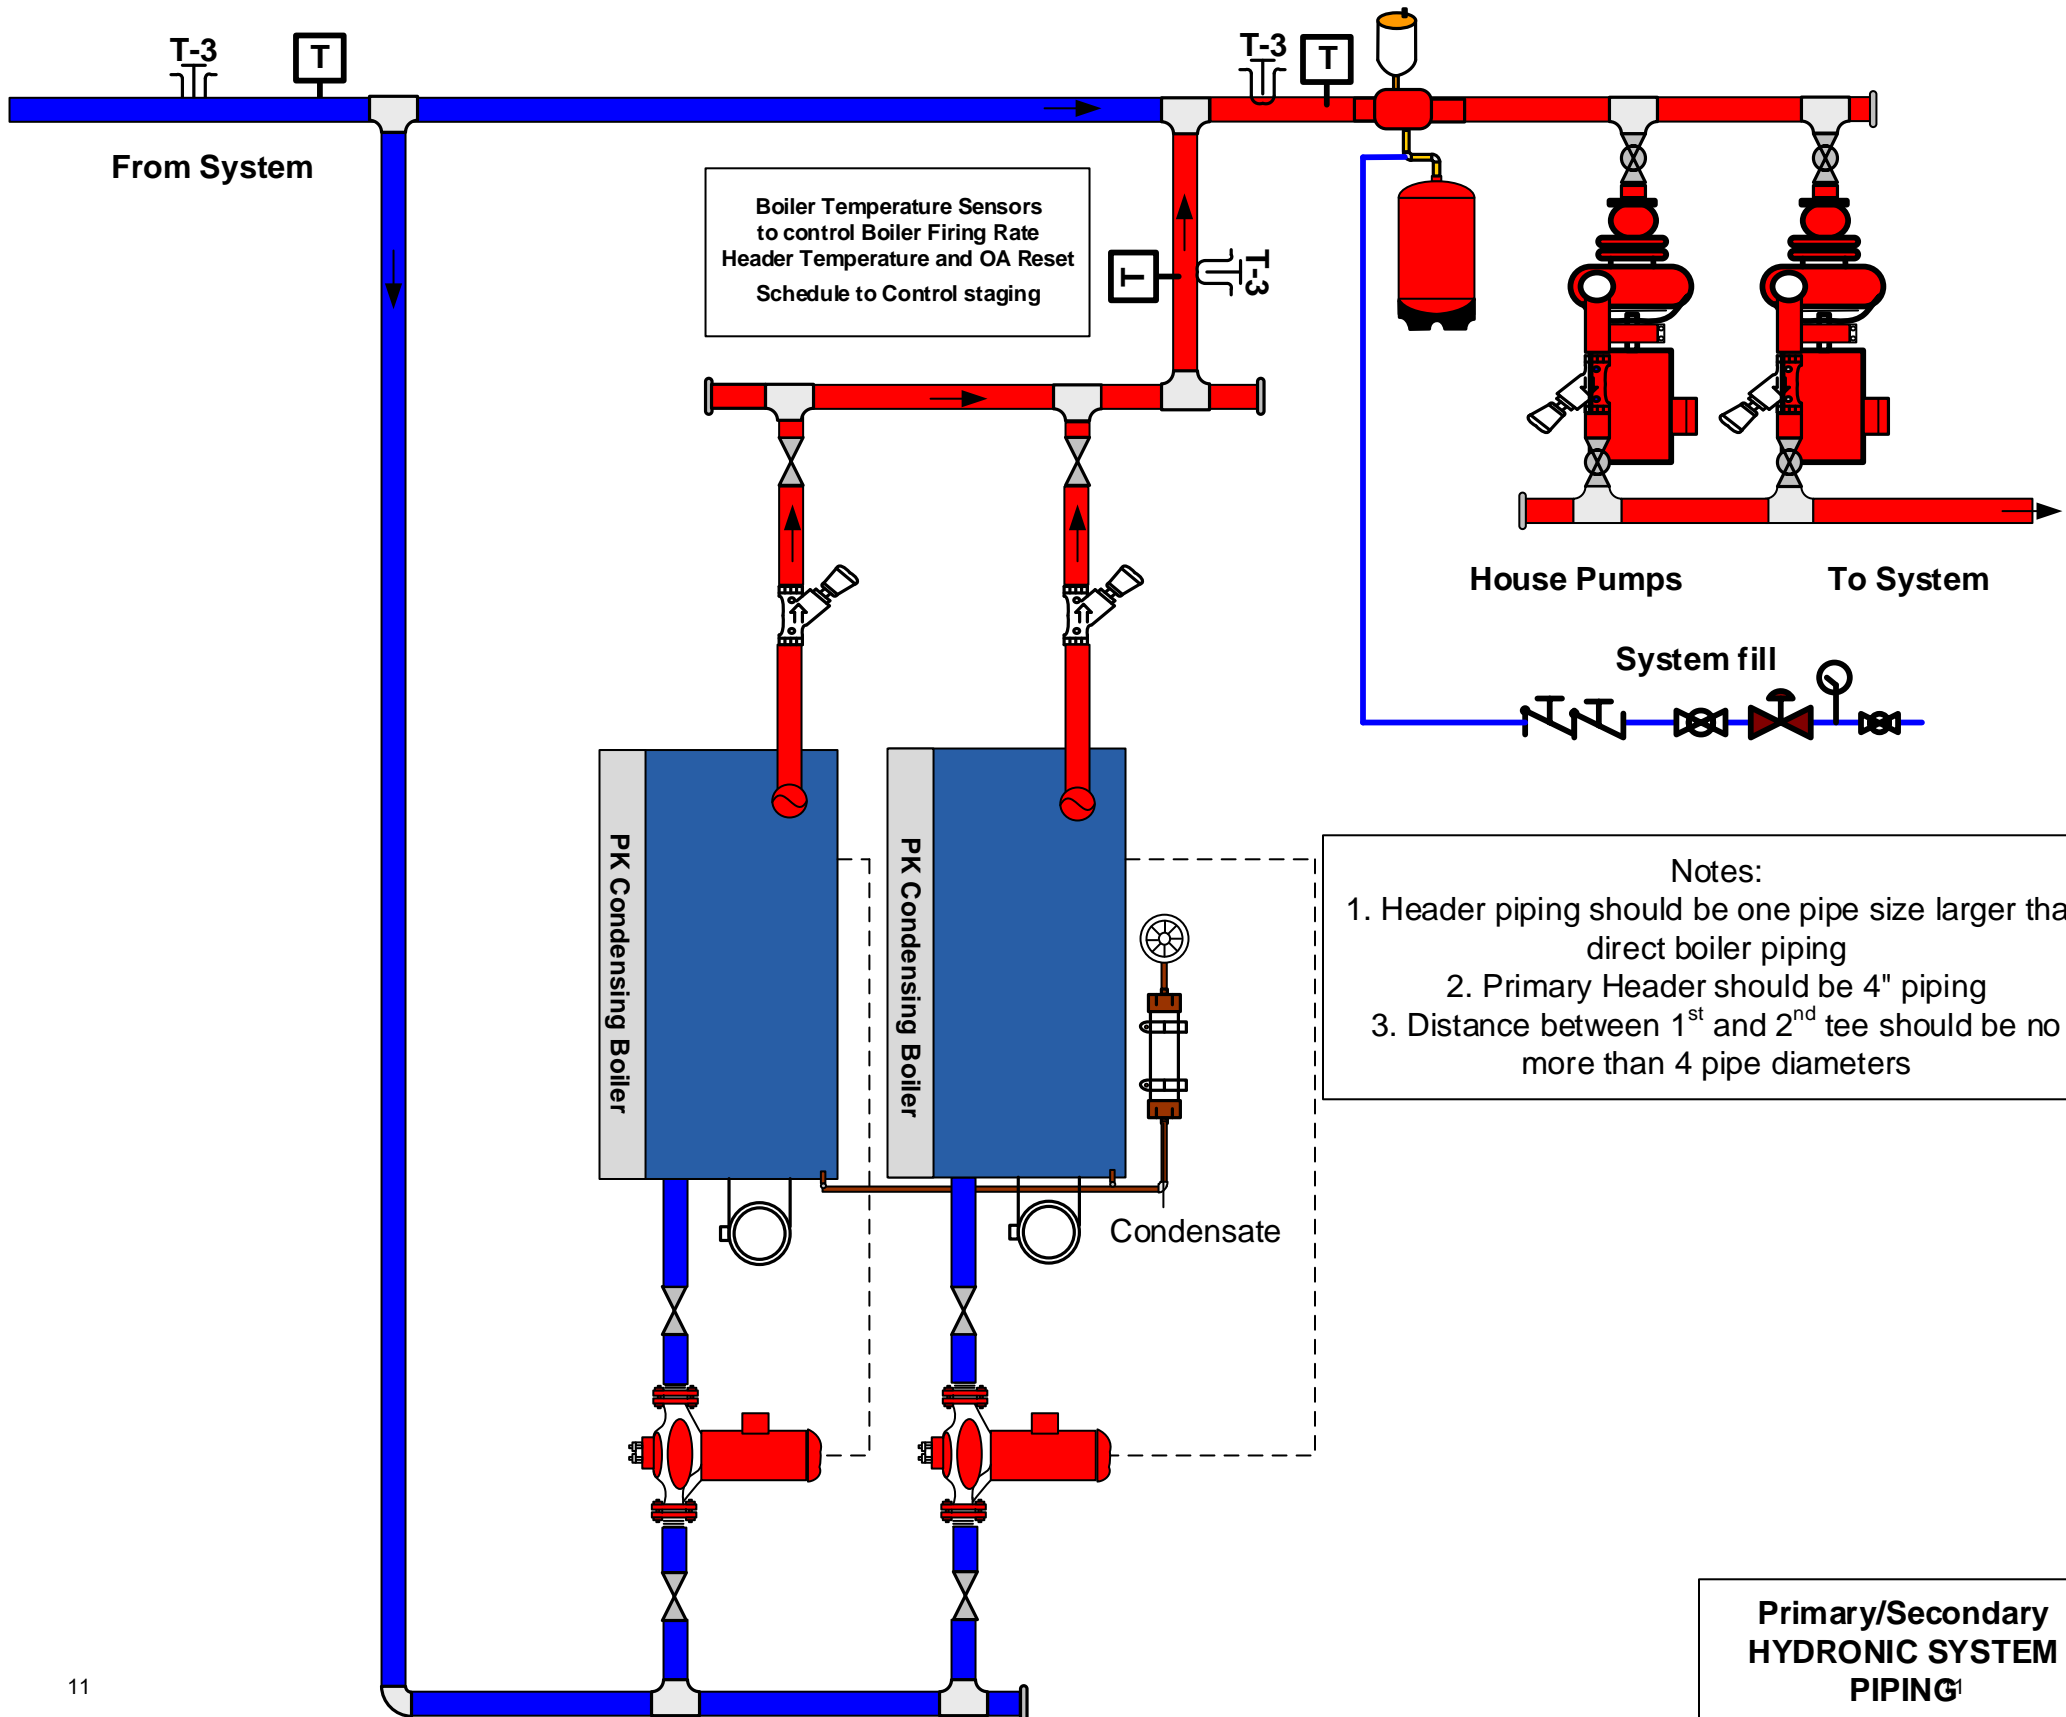 T-3
T
T-3
T
From System
Boiler Temperature Sensors
to control Boiler Firing Rate
Header Temperature and OA Reset
Schedule to Control staging
T
T-3
House Pumps
To System
System fill
PK Condensing Boiler
PK Condensing Boiler
Notes:
1. Header piping should be one pipe size larger tha
direct boiler piping
2. Primary Header should be 4" piping
3. Distance between 1st and 2nd tee should be no
more than 4 pipe diameters
Condensate
Primary/Secondary
HYDRONIC SYSTEM
PIPING
11